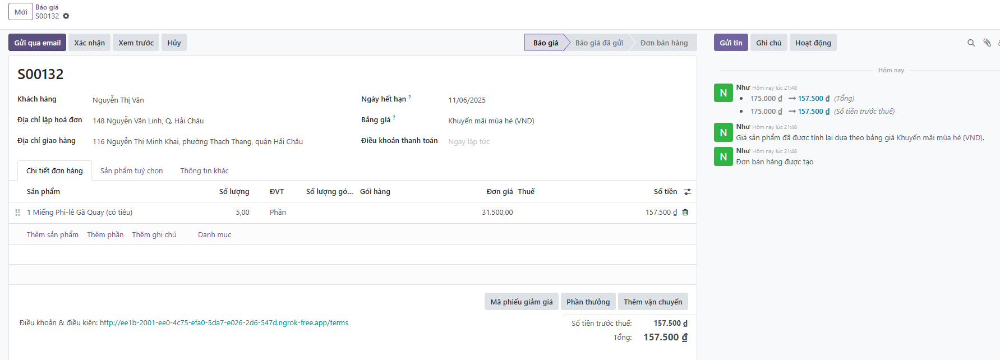 Mới
Báo giá
S00132
Gửi qua email Xác nhận Xem trước Hủy
Báo giá Báo giá đã gửi Đơn bán hàng
Gửi tin Ghi chú Hoạt động
S00132
Khách hàng Nguyễn Thị Vân
Địa chỉ lập hoá đơn 148 Nguyễn Văn Linh, Q. Hải Châu
Địa chỉ giao hàng 116 Nguyễn Thị Minh Khai, phường Thạch Thang, quận Hải Châu
Ngày hết hạn ? 11/06/2025
Bảng giá ? Khuyến mãi mùa hè (VND)
Điều khoản thanh toán Ngay lập tức
Chi tiết đơn hàng Sản phẩm tuỳ chọn Thông tin khác
Sản phẩm Số lượng ĐVT Số lượng gó... Gói hàng Đơn giá Thuế Số tiền
1 Miếng Phi-lê Gà Quay (có tiêu) 5,00 Phần 31.500,00 157.500 ₫
Thêm sản phẩm Thêm phần Thêm ghi chú Danh mục
Mã phiếu giảm giá Phần thưởng Thêm vận chuyển
Điều khoản & điều kiện: http://ee1b-2001-ee0-4c75-efa0-5da7-e026-2d6-547d.ngrok-free.app/terms
Số tiền trước thuế: 157.500 ₫
Tổng: 157.500 ₫
Hôm nay
N
Như Hôm nay lúc 21:48
• 175.000 ₫ → 157.500 ₫ (Tổng)
• 175.000 ₫ → 157.500 ₫ (Số tiền trước thuế)
N
Như Hôm nay lúc 21:48
Giá sản phẩm đã được tính lại dựa theo bảng giá Khuyến mãi mùa hè (VND).
N
Như Hôm nay lúc 21:48
Đơn bán hàng được tạo